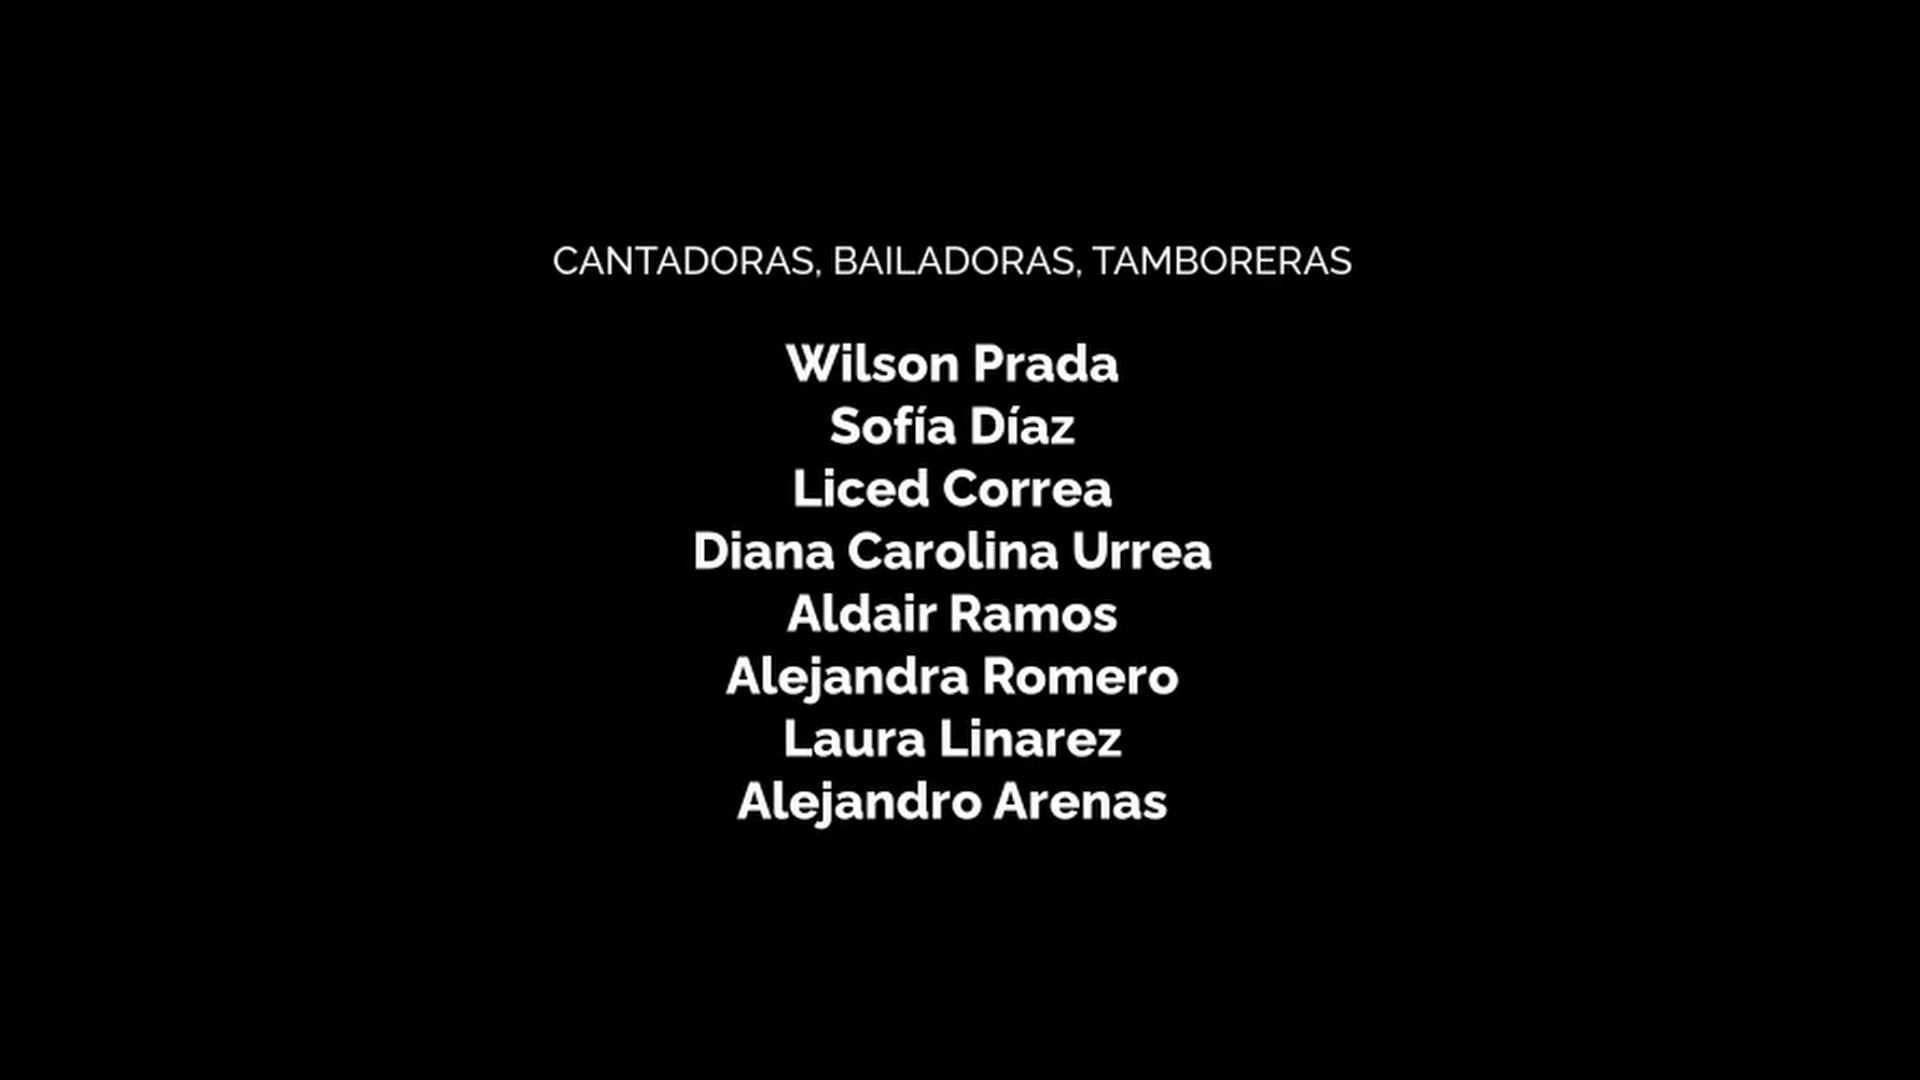 CANTADORAS, BAILADORAS, TAMBORERAS
Wilson Prada
Sofía Díaz
Liced Correa
Diana Carolina Urrea
Aldair Ramos
Alejandra Romero
Laura Linarez
Alejandro Arenas